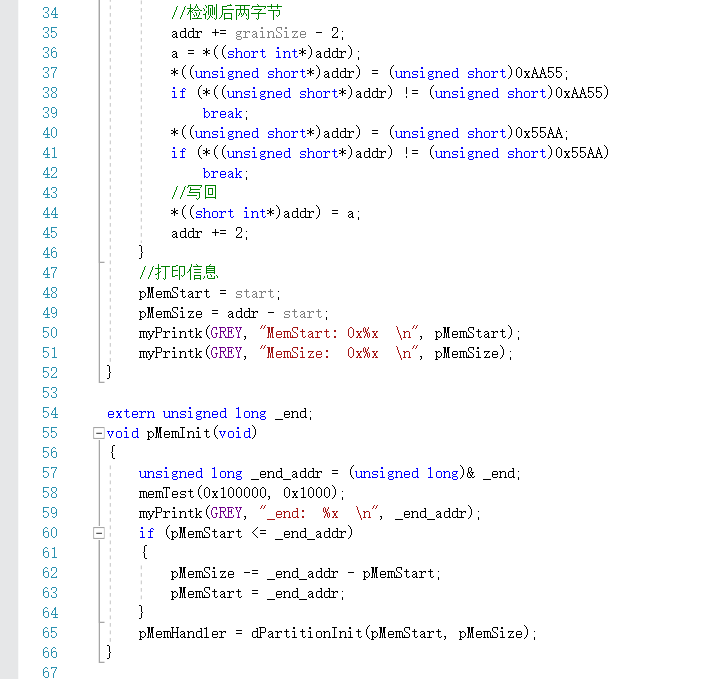 34 //检测后两字节
35 addr += grainSize - 2;
36 a = *((short int*)addr);
37 *((unsigned short*)addr) = (unsigned short)0xAA55;
38 if (*((unsigned short*)addr) != (unsigned short)0xAA55)
39 break;
40 *((unsigned short*)addr) = (unsigned short)0x55AA;
41 if (*((unsigned short*)addr) != (unsigned short)0x55AA)
42 break;
43 //写回
44 *((short int*)addr) = a;
45 addr += 2;
46 }
47 //打印信息
48 pMemStart = start;
49 pMemSize = addr - start;
50 myPrintk(GREY, "MemStart: 0x%x  \n", pMemStart);
51 myPrintk(GREY, "MemSize:  0x%x  \n", pMemSize);
52 }
53
54 extern unsigned long _end;
55 void pMemInit(void)
56 {
57 unsigned long _end_addr = (unsigned long)& _end;
58 memTest(0x100000, 0x1000);
59 myPrintk(GREY, "_end:  %x  \n", _end_addr);
60 if (pMemStart <= _end_addr)
61 {
62 pMemSize -= _end_addr - pMemStart;
63 pMemStart = _end_addr;
64 }
65 pMemHandler = dPartitionInit(pMemStart, pMemSize);
66 }
67